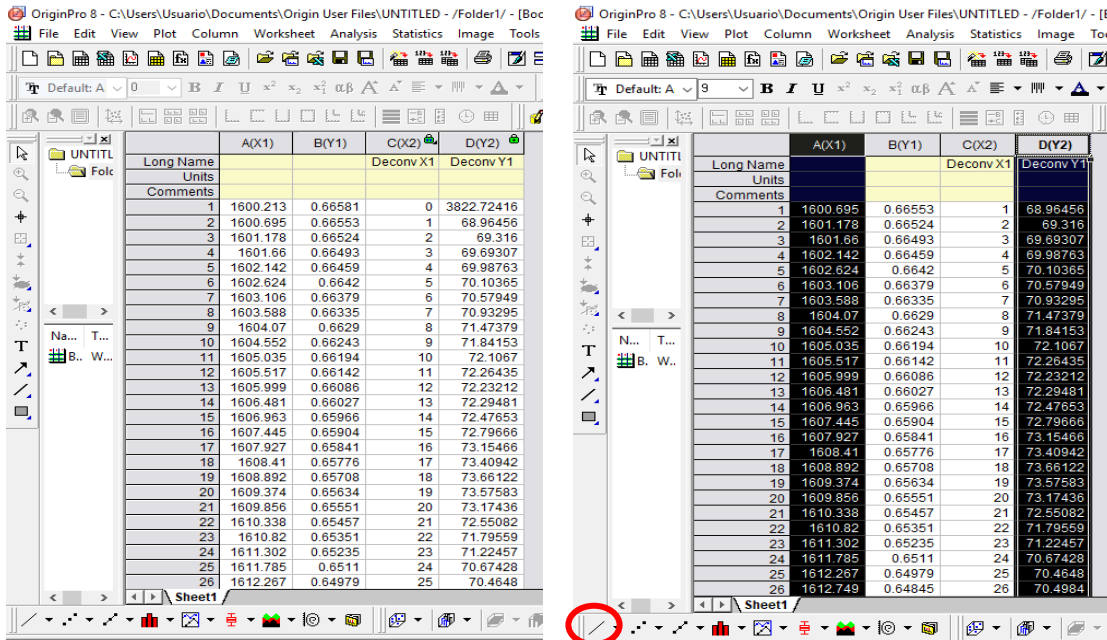 OriginPro 8 - C:\Users\Usuario\Documents\Origin User Files\UNTITLED - /Folder1/ - [Boo
File Edit View Plot Column Worksheet Analysis Statistics Image Tools
Default: A 0 B I U x² x₂ αβ A A A
UNTITL
Folc
Na... T...
B.. W...
T
A(X1) B(Y1) C(X2) D(Y2)
Long Name Deconv X1 Deconv Y1
Units
Comments
1 1600.213 0.66581 0 3822.72416
2 1600.695 0.66553 1 68.96456
3 1601.178 0.66524 2 69.316
4 1601.66 0.66493 3 69.69307
5 1602.142 0.66459 4 69.98763
6 1602.624 0.6642 5 70.10365
7 1603.106 0.66379 6 70.57949
8 1603.588 0.66335 7 70.93295
9 1604.07 0.6629 8 71.47379
10 1604.552 0.66243 9 71.84153
11 1605.035 0.66194 10 72.1067
12 1605.517 0.66142 11 72.26435
13 1605.999 0.66086 12 72.23212
14 1606.481 0.66027 13 72.29481
15 1606.963 0.65966 14 72.47653
16 1607.445 0.65904 15 72.79666
17 1607.927 0.65841 16 73.15466
18 1608.41 0.65776 17 73.40942
19 1608.892 0.65708 18 73.66122
20 1609.374 0.65634 19 73.57583
21 1609.856 0.65551 20 73.17436
22 1610.338 0.65457 21 72.55082
23 1610.82 0.65351 22 71.79559
24 1611.302 0.65235 23 71.22457
25 1611.785 0.6511 24 70.67428
26 1612.267 0.64979 25 70.4648
Sheet1
OriginPro 8 - C:\Users\Usuario\Documents\Origin User Files\UNTITLED - /Folder1/ - [B
File Edit View Plot Column Worksheet Analysis Statistics Image To
Default: A 9 B I U x² x₂ αβ A A A
UNTITL
Fol
N... T...
B. W..
T
A(X1) B(Y1) C(X2) D(Y2)
Long Name Deconv X1 Deconv Y1
Units
Comments
1 1600.695 0.66553 1 68.96456
2 1601.178 0.66524 2 69.316
3 1601.66 0.66493 3 69.69307
4 1602.142 0.66459 4 69.98763
5 1602.624 0.6642 5 70.10365
6 1603.106 0.66379 6 70.57949
7 1603.588 0.66335 7 70.93295
8 1604.07 0.6629 8 71.47379
9 1604.552 0.66243 9 71.84153
10 1605.035 0.66194 10 72.1067
11 1605.517 0.66142 11 72.26435
12 1605.999 0.66086 12 72.23212
13 1606.481 0.66027 13 72.29481
14 1606.963 0.65966 14 72.47653
15 1607.445 0.65904 15 72.79666
16 1607.927 0.65841 16 73.15466
17 1608.41 0.65776 17 73.40942
18 1608.892 0.65708 18 73.66122
19 1609.374 0.65634 19 73.57583
20 1609.856 0.65551 20 73.17436
21 1610.338 0.65457 21 72.55082
22 1610.82 0.65351 22 71.79559
23 1611.302 0.65235 23 71.22457
24 1611.785 0.6511 24 70.67428
25 1612.267 0.64979 25 70.4648
26 1612.749 0.64845 26 70.4984
Sheet1